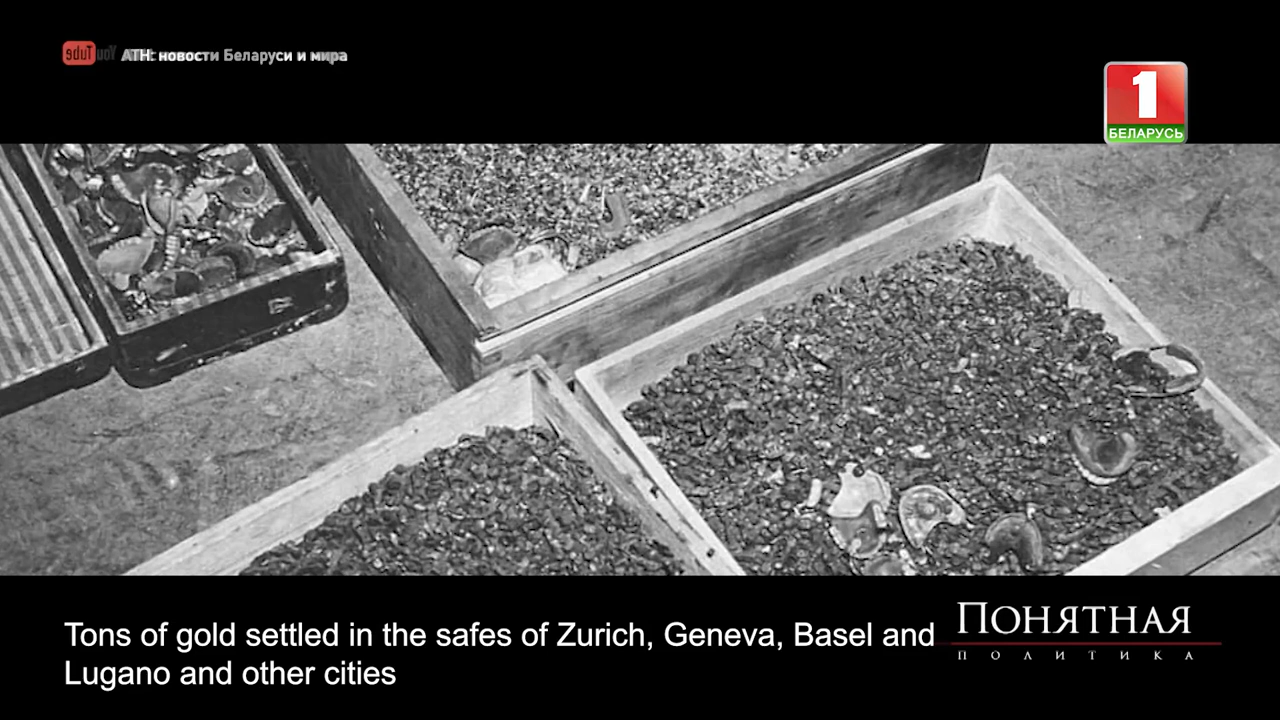 АТН: новости Беларуси и мира
1
БЕЛАРУСЬ
Tons of gold settled in the safes of Zurich, Geneva, Basel and
Lugano and other cities
ПОНЯТНАЯ
ПОЛИТИКА